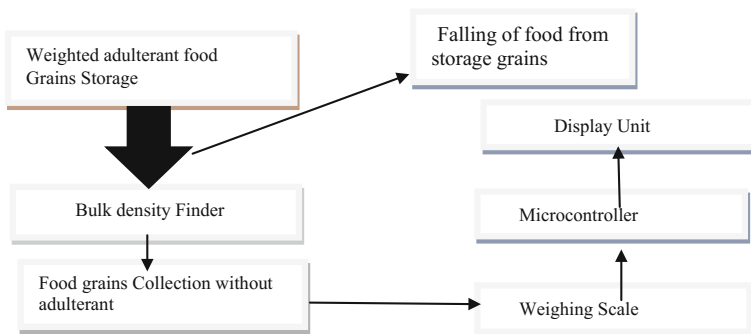 Weighted adulterant food
Grains Storage
Falling of food from
storage grains
Display Unit
Bulk density Finder
Microcontroller
Food grains Collection without
adulterant
Weighing Scale